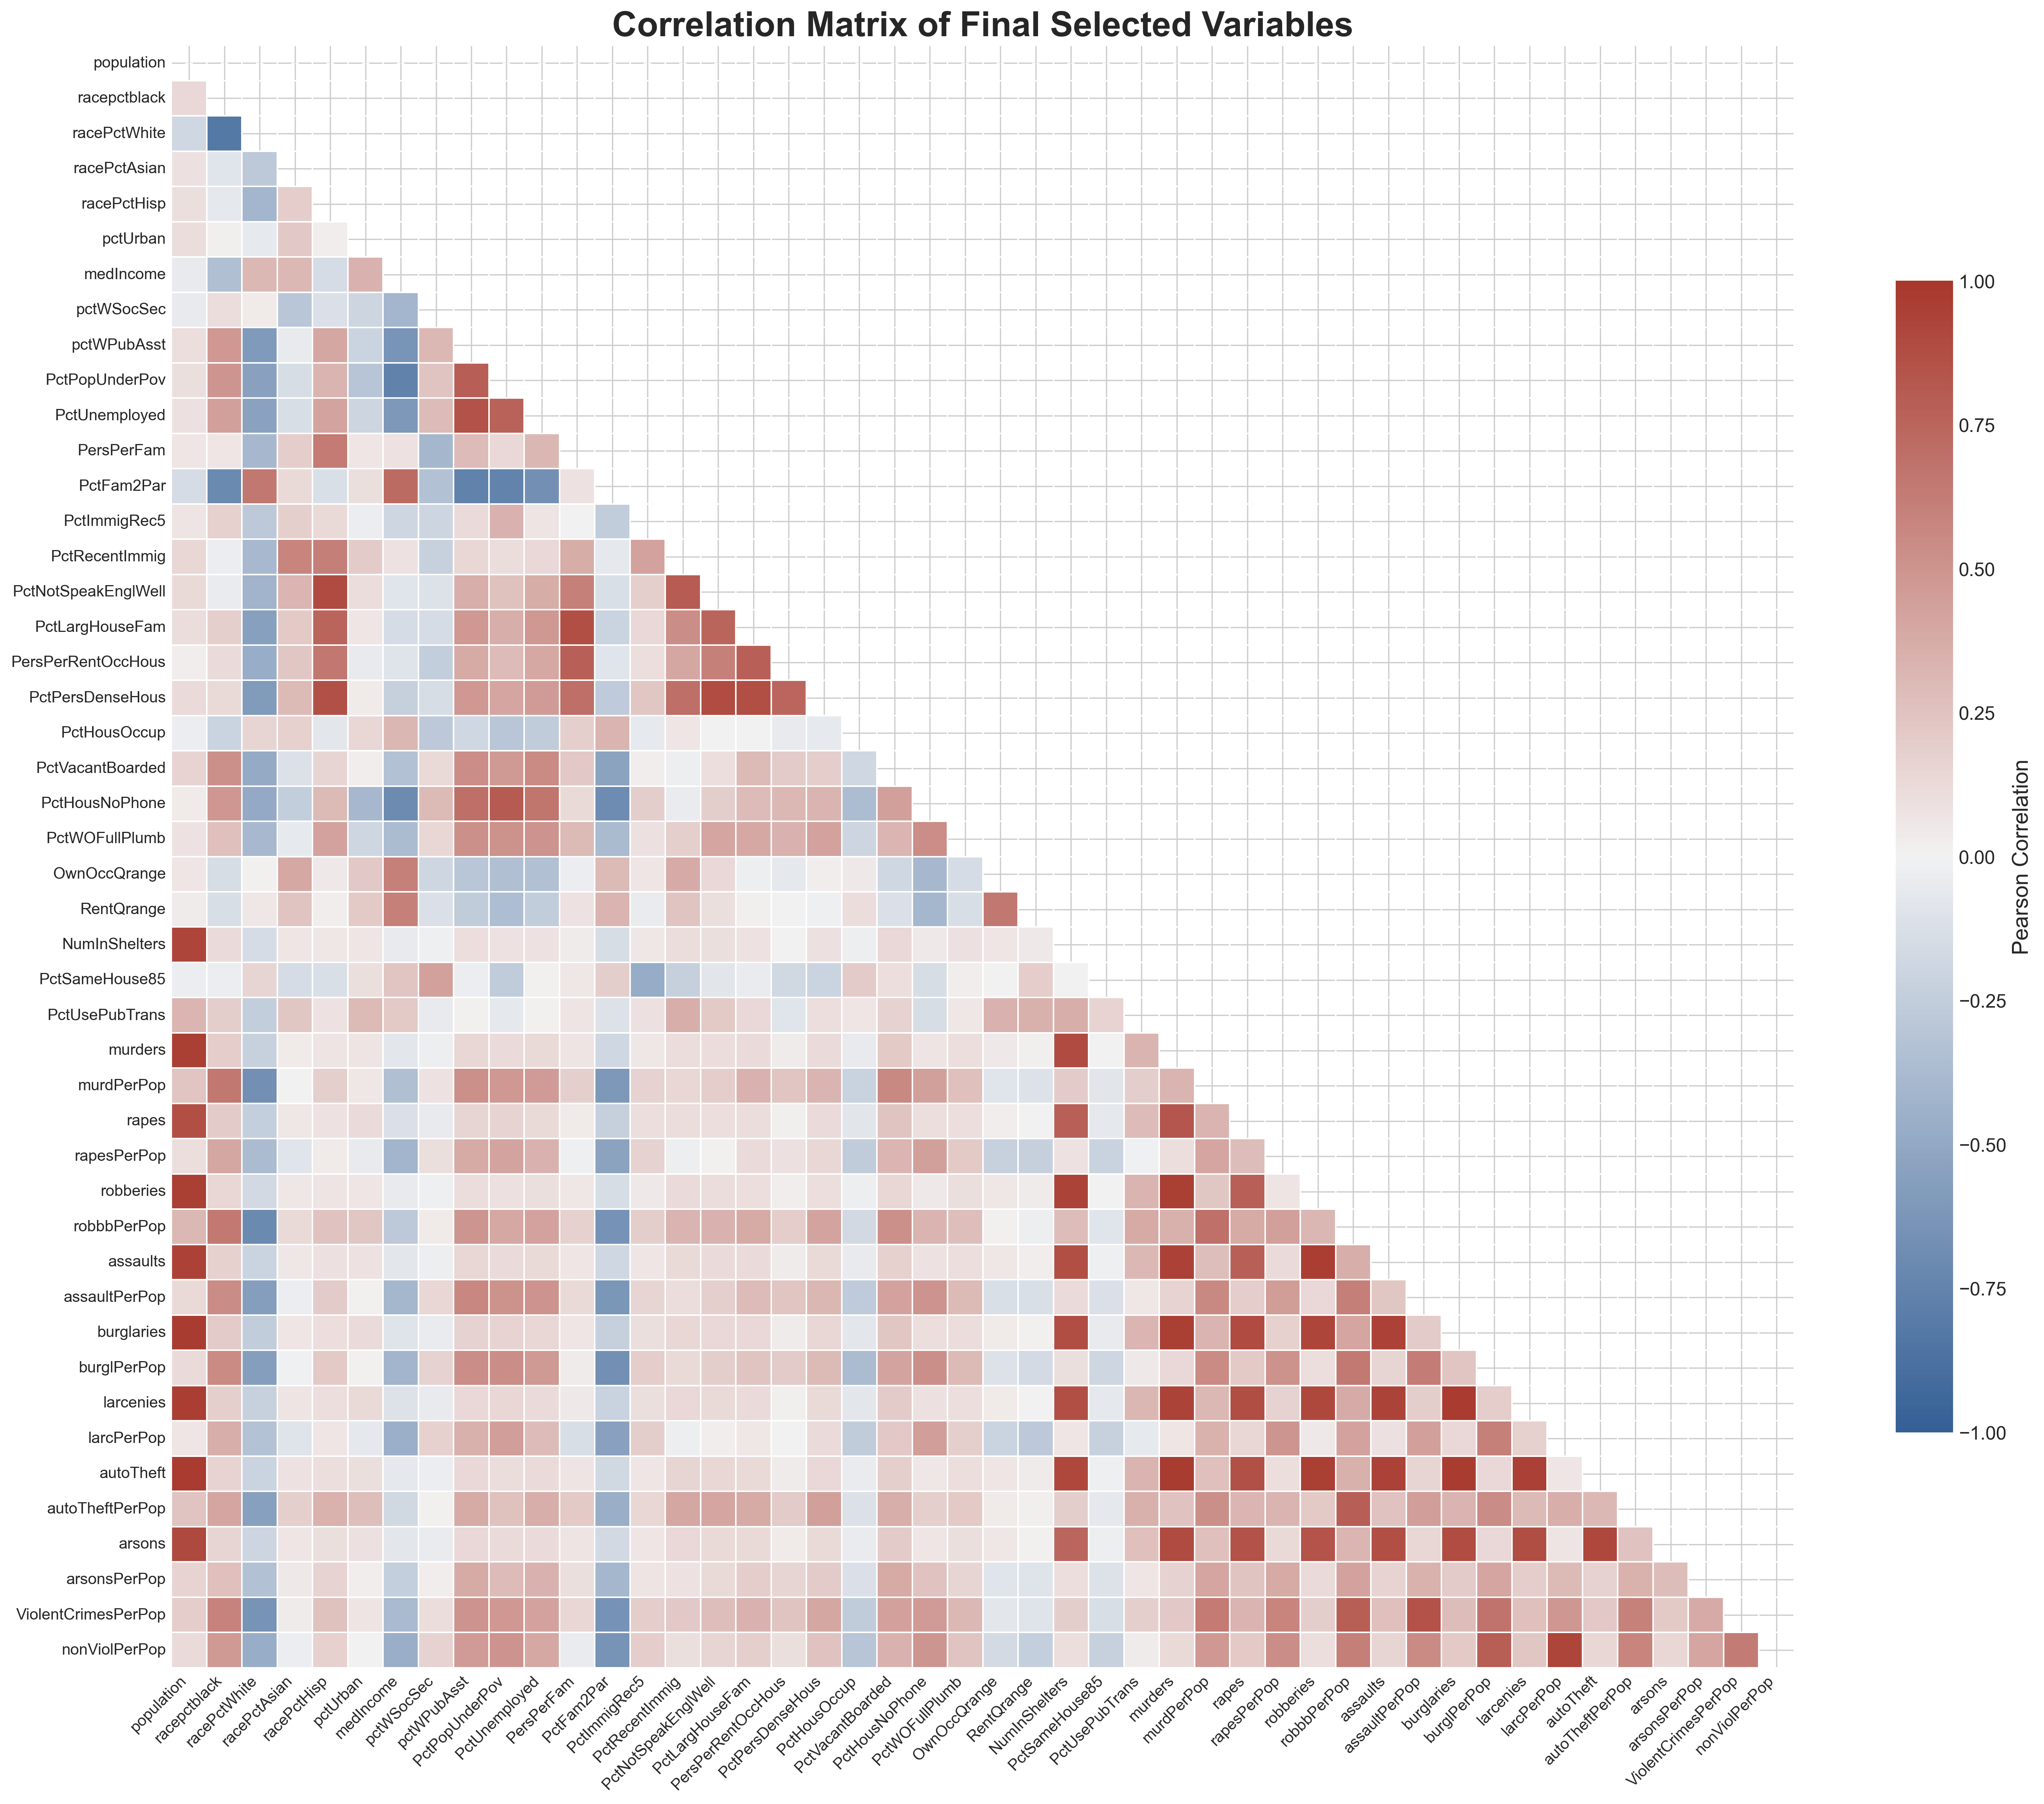 Correlation Matrix of Final Selected Variables
population
racepctblack
racePctWhite
racePctAsian
racePctHisp
pctUrban
medIncome
pctWSocSec
pctWPubAsst
PctPopUnderPov
PctUnemployed
PersPerFam
PctFam2Par
PctImmigRec5
PctRecentImmig
PctNotSpeakEnglWell
PctLargHouseFam
PersPerRentOccHous
PctPersDenseHous
PctHousOccup
PctVacantBoarded
PctHousNoPhone
PctWOFullPlumb
OwnOccQrange
RentQrange
NumInShelters
PctSameHouse85
PctUsePubTrans
murders
murdPerPop
rapes
rapesPerPop
robberies
robbbPerPop
assaults
assaultPerPop
burglaries
burglPerPop
larcenies
larcPerPop
autoTheft
autoTheftPerPop
arsons
arsonsPerPop
ViolentCrimesPerPop
nonViolPerPop
population
racepctblack
racePctWhite
racePctAsian
racePctHisp
pctUrban
medIncome
pctWSocSec
pctWPubAsst
PctPopUnderPov
PctUnemployed
PersPerFam
PctFam2Par
PctImmigRec5
PctRecentImmig
PctNotSpeakEnglWell
PctLargHouseFam
PersPerRentOccHous
PctPersDenseHous
PctHousOccup
PctVacantBoarded
PctHousNoPhone
PctWOFullPlumb
OwnOccQrange
RentQrange
NumInShelters
PctSameHouse85
PctUsePubTrans
murders
murdPerPop
rapes
rapesPerPop
robberies
robbbPerPop
assaults
assaultPerPop
burglaries
burglPerPop
larcenies
larcPerPop
autoTheft
autoTheftPerPop
arsons
arsonsPerPop
ViolentCrimesPerPop
nonViolPerPop
1.00
0.75
0.50
0.25
0.00
−0.25
−0.50
−0.75
−1.00
Pearson Correlation